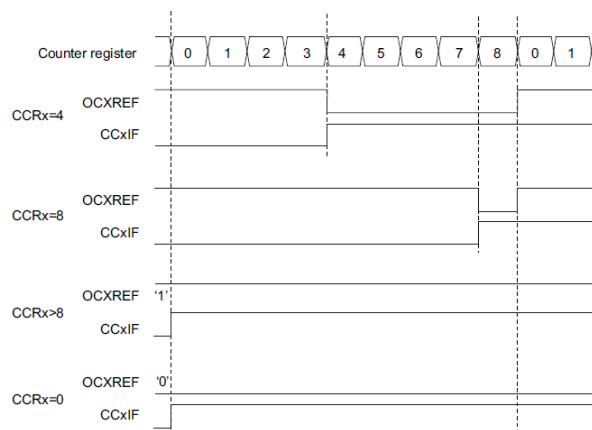 Counter register 0 1 2 3 4 5 6 7 8 0 1
OCXREF
CCRx=4
CCxIF
OCXREF
CCRx=8
CCxIF
OCXREF '1'
CCRx>8
CCxIF
OCXREF '0'
CCRx=0
CCxIF